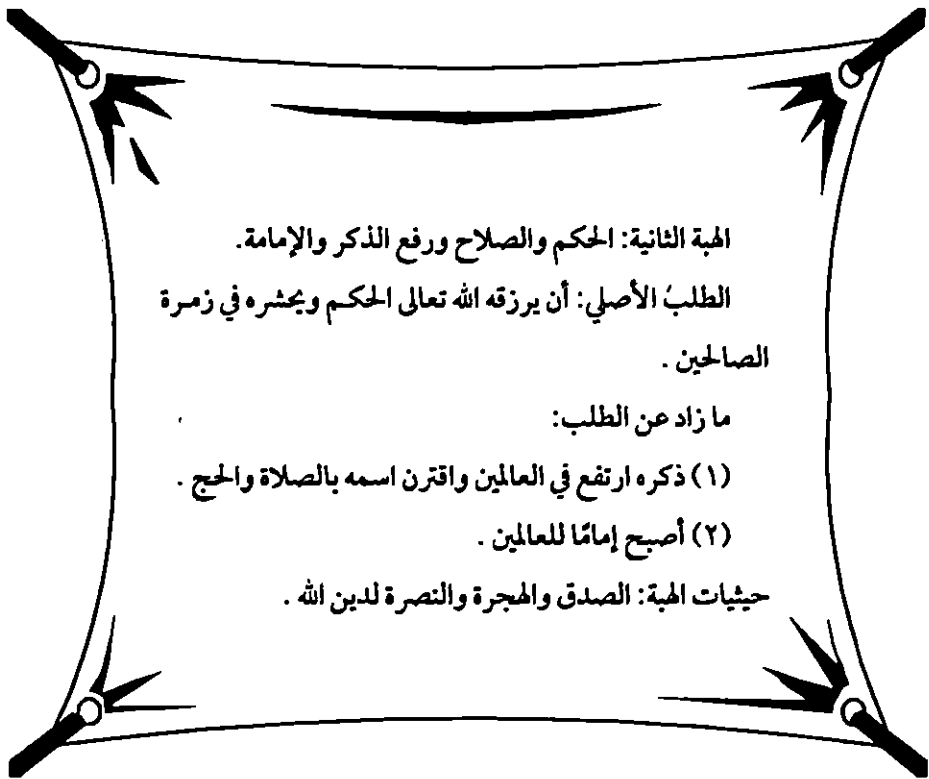 الهبة الثانية: الحكم والصلاح ورفع الذكر والإمامة.
الطلبُ الأصلي: أن يرزقه الله تعالى الحكم ويحشره في زمرة
الصالحين .
ما زاد عن الطلب:
(١) ذكره ارتفع في العالمين واقترن اسمه بالصلاة والحج .
(٢) أصبح إمامًا للعالمين .
حيثيات الهبة: الصدق والهجرة والنصرة لدين الله .